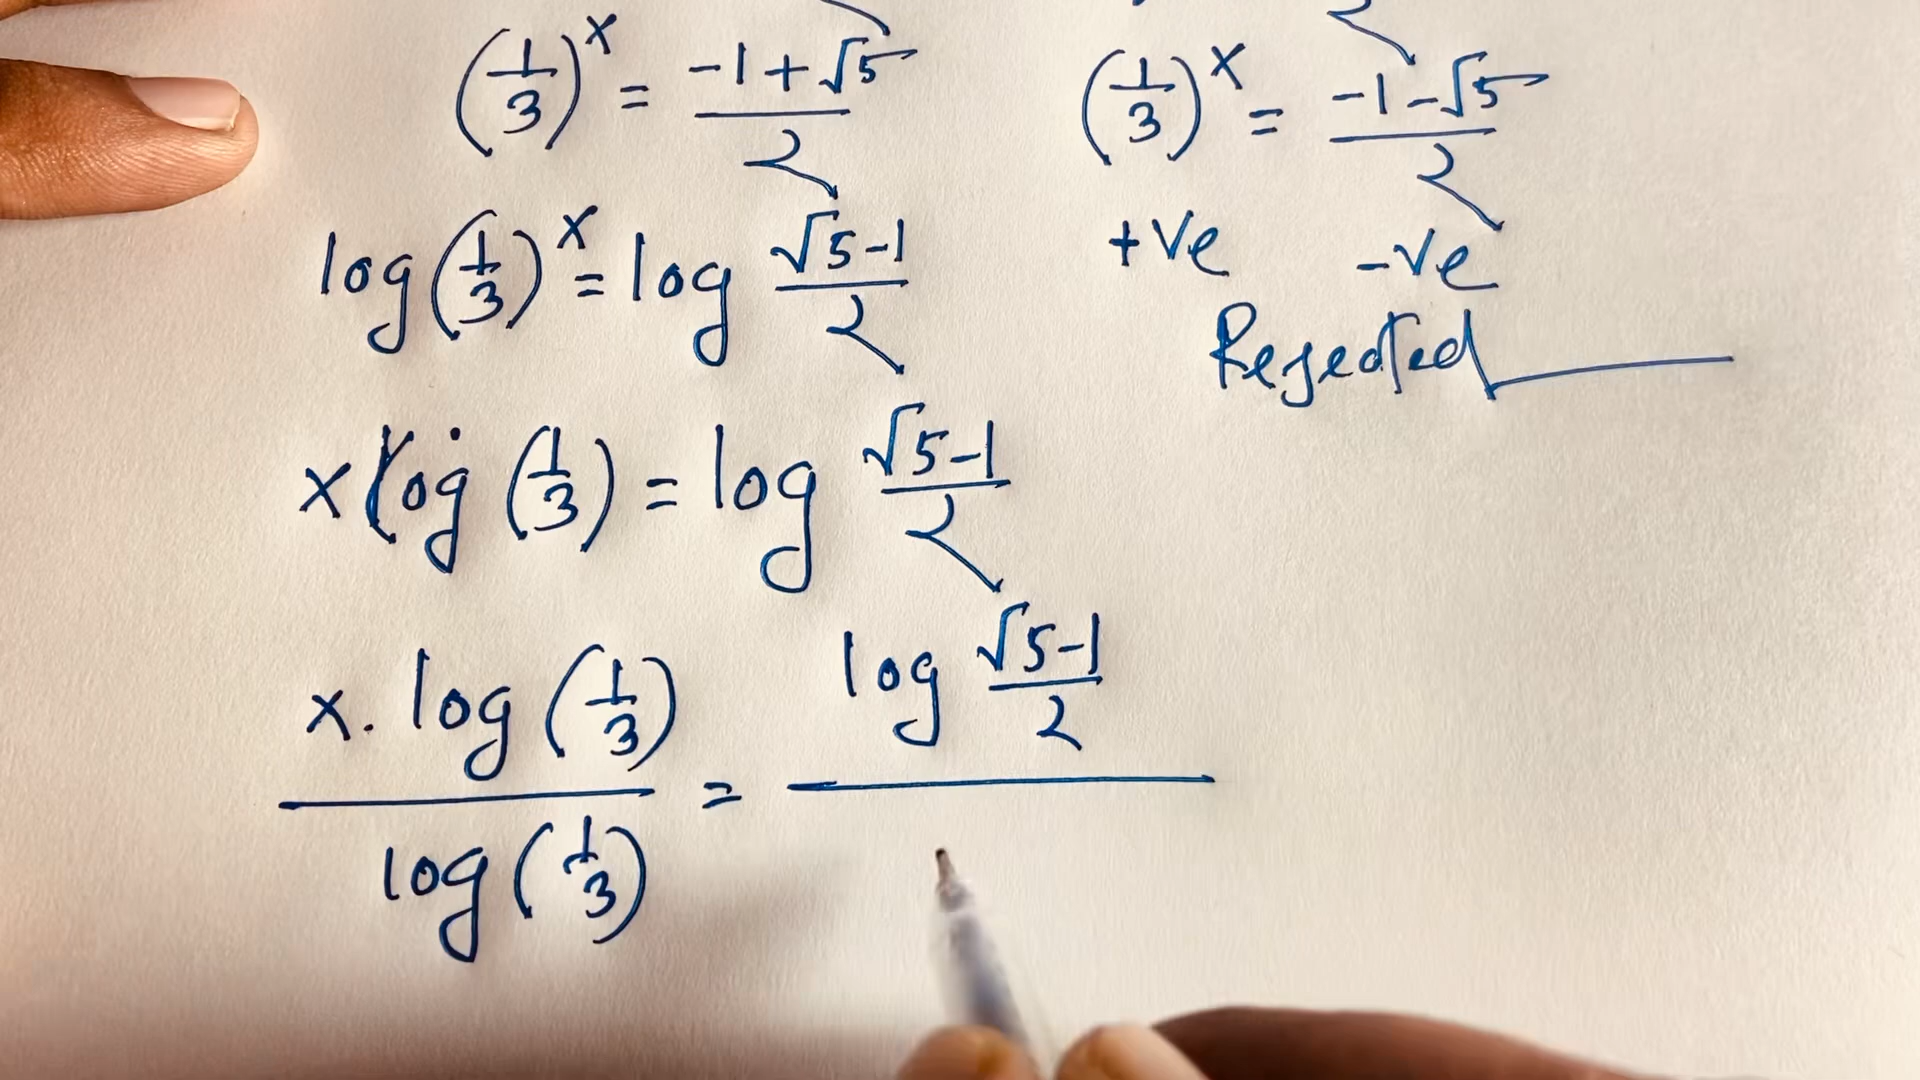 (1/3)^x = (-1+√5)/2
(1/3)^x = (-1-√5)/2
+ve -ve
Rejected
log(1/3)^x = log (√5-1)/2
x log (1/3) = log (√5-1)/2
x. log (1/3) / log (1/3) = log (√5-1)/2